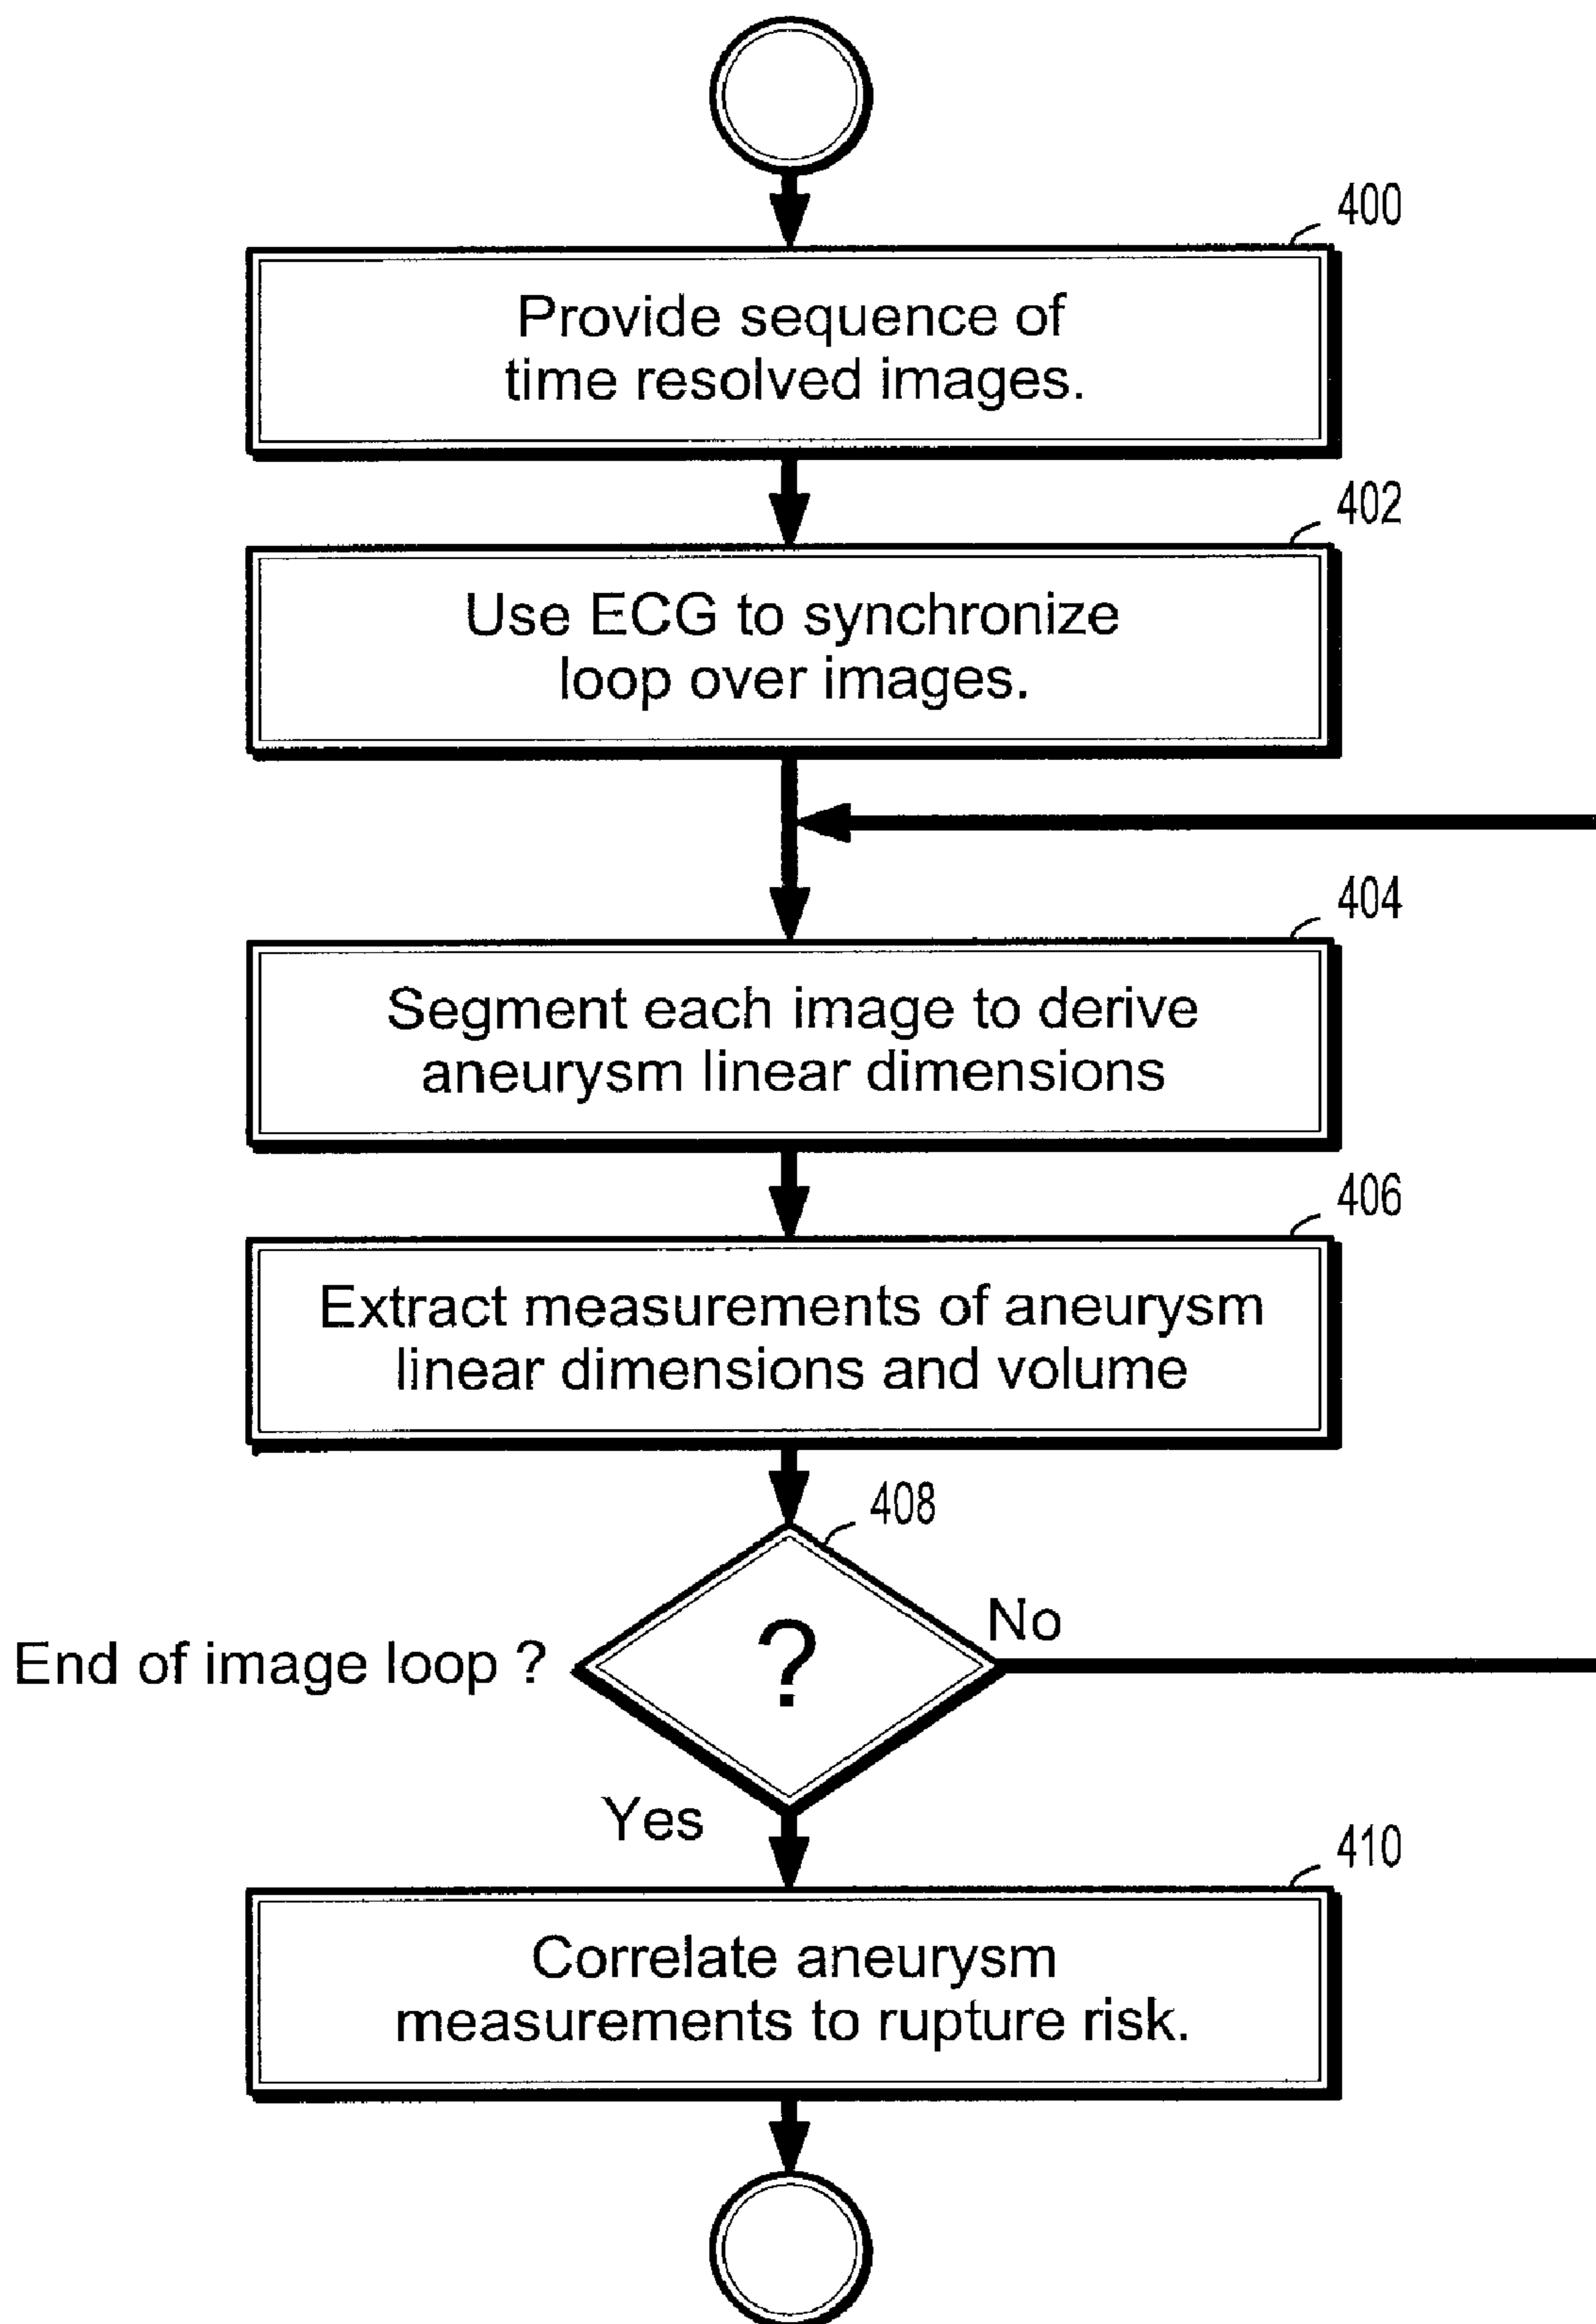 400
Provide sequence of
time resolved images.
402
Use ECG to synchronize
loop over images.
404
Segment each image to derive
aneurysm linear dimensions
406
Extract measurements of aneurysm
linear dimensions and volume
408
End of image loop ?
?
No
Yes
410
Correlate aneurysm
measurements to rupture risk.